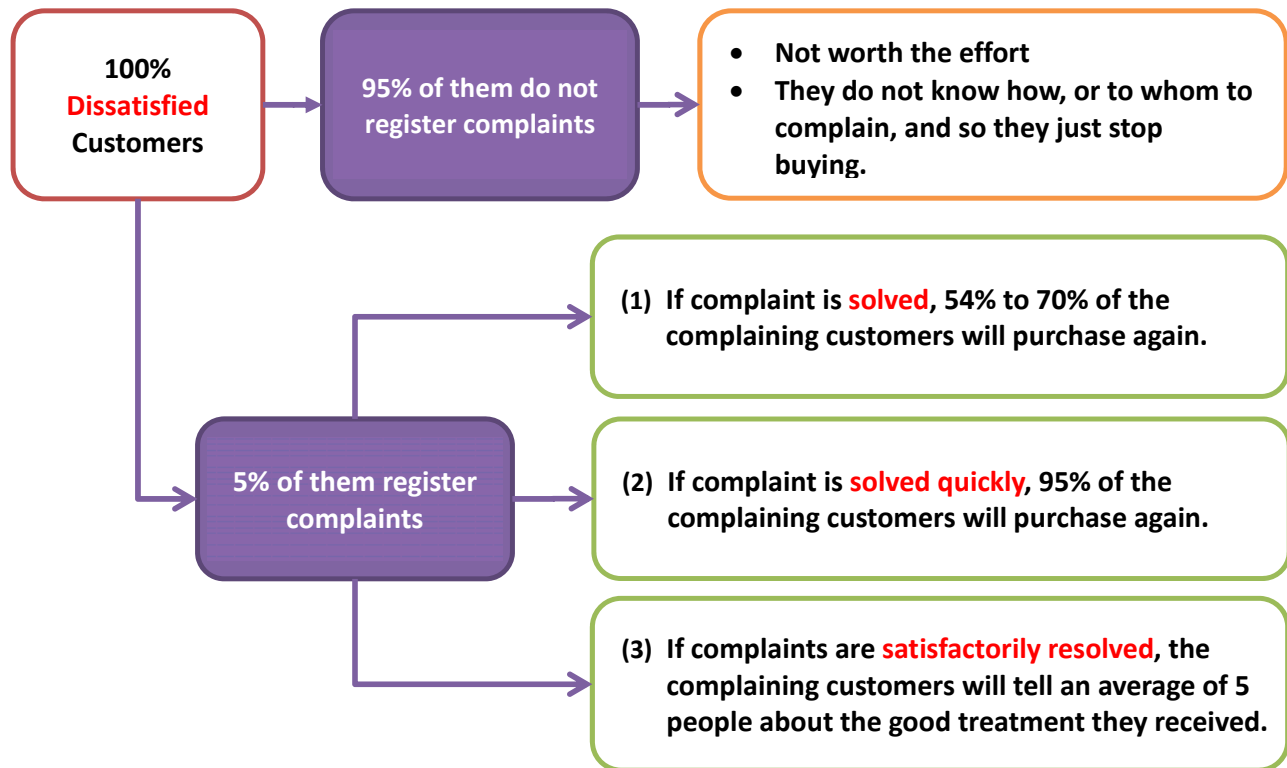 100%
Dissatisfied
Customers
95% of them do not
register complaints
• Not worth the effort
• They do not know how, or to whom to
complain, and so they just stop
buying.
(1) If complaint is solved, 54% to 70% of the
complaining customers will purchase again.
5% of them register
complaints
(2) If complaint is solved quickly, 95% of the
complaining customers will purchase again.
(3) If complaints are satisfactorily resolved, the
complaining customers will tell an average of 5
people about the good treatment they received.